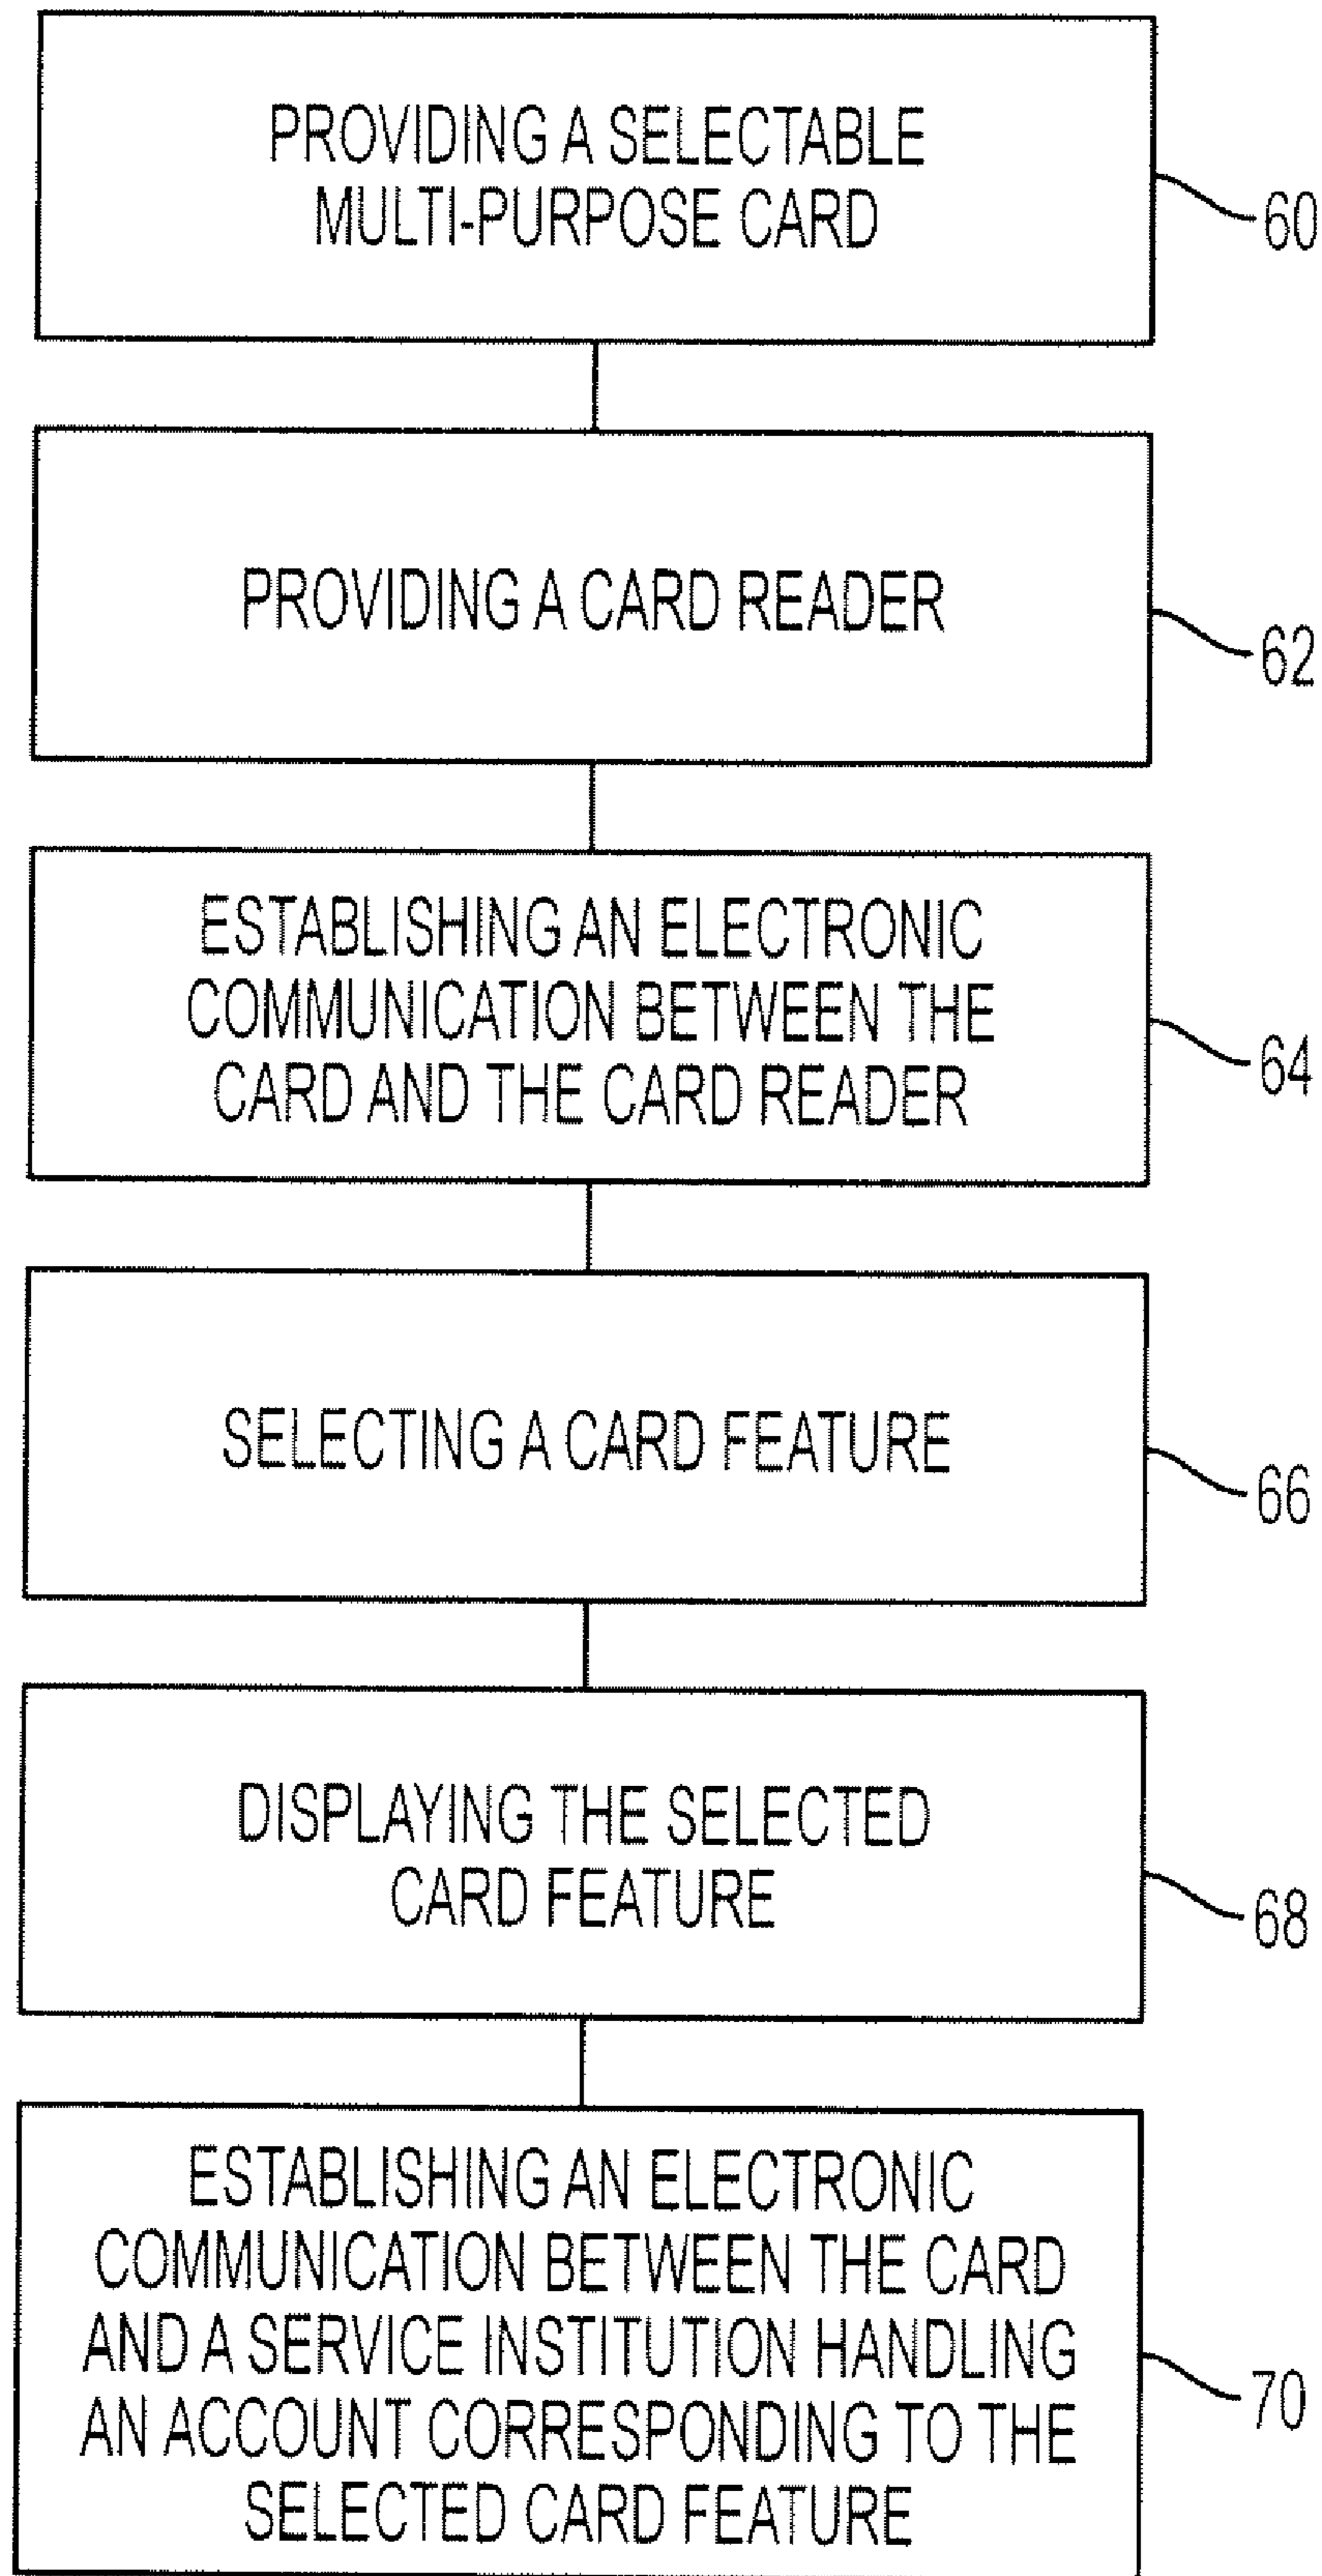 PROVIDING A SELECTABLE
MULTI-PURPOSE CARD
60
PROVIDING A CARD READER
62
ESTABLISHING AN ELECTRONIC
COMMUNICATION BETWEEN THE
CARD AND THE CARD READER
64
SELECTING A CARD FEATURE
66
DISPLAYING THE SELECTED
CARD FEATURE
68
ESTABLISHING AN ELECTRONIC
COMMUNICATION BETWEEN THE CARD
AND A SERVICE INSTITUTION HANDLING
AN ACCOUNT CORRESPONDING TO THE
SELECTED CARD FEATURE
70